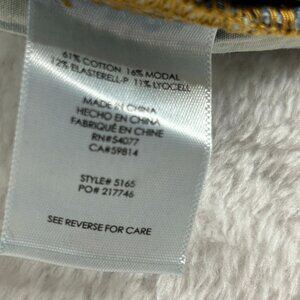 61% COTTON 16% MODAL
12% ELASTERELL-P 11% LYOCELL
MADE IN CHINA
HECHO EN CHINA
FABRIQUÉ EN CHINE
RN#54077
CA#59814
STYLE# 5165
PO# 217746
SEE REVERSE FOR CARE